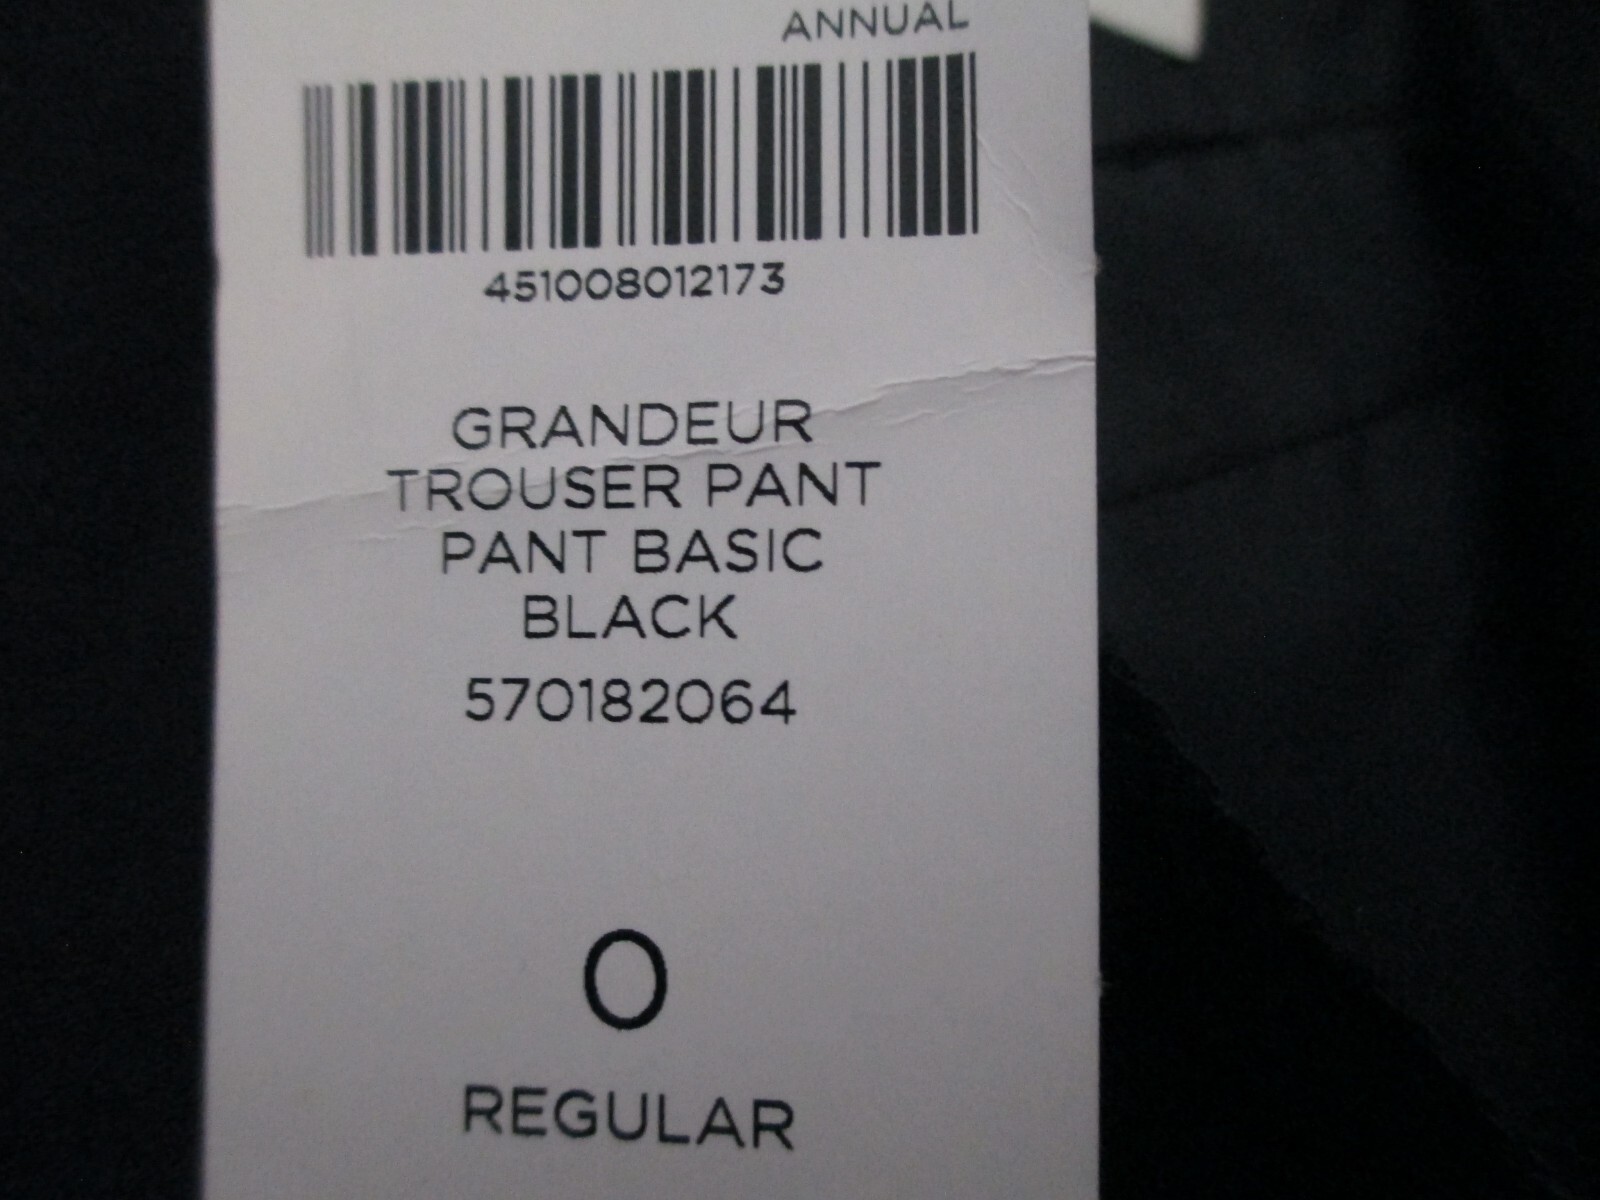 ANNUAL
451008012173
GRANDEUR
TROUSER PANT
PANT BASIC
BLACK
570182064
0
REGULAR